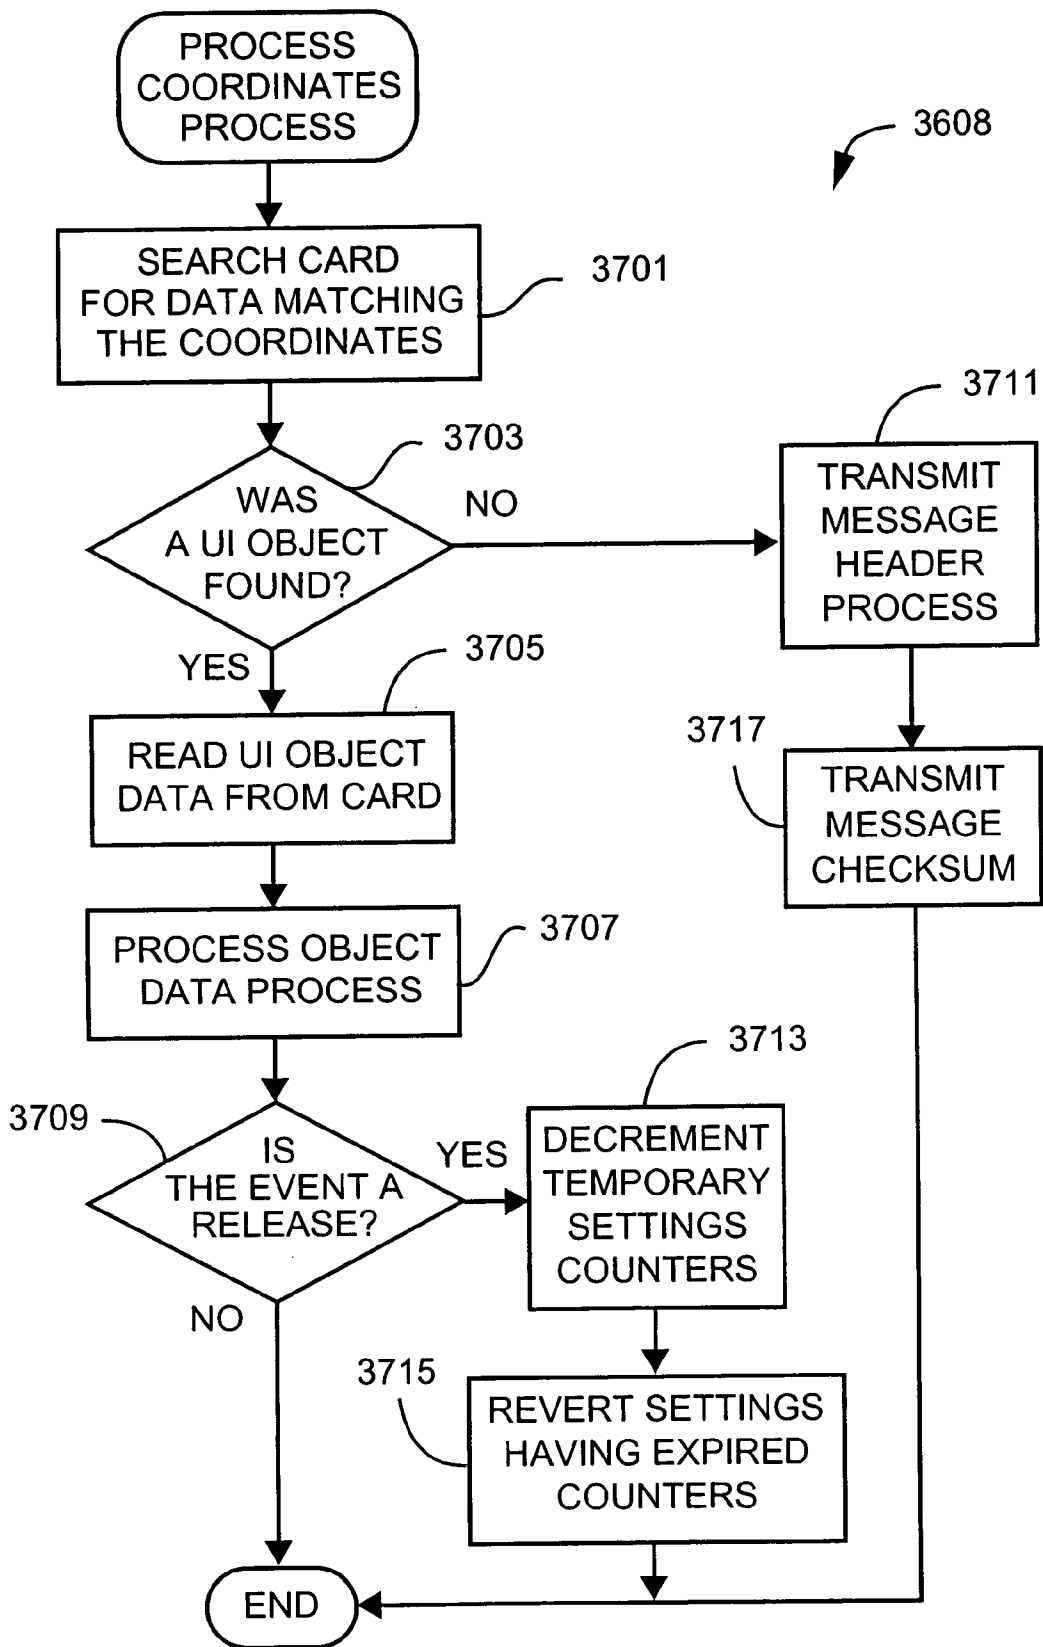 PROCESS
COORDINATES
PROCESS
3608
SEARCH CARD
FOR DATA MATCHING
THE COORDINATES
3701
3703
WAS
A UI OBJECT
FOUND?
NO
YES
3711
TRANSMIT
MESSAGE
HEADER
PROCESS
3705
READ UI OBJECT
DATA FROM CARD
3717
TRANSMIT
MESSAGE
CHECKSUM
3707
PROCESS OBJECT
DATA PROCESS
3709
IS
THE EVENT A
RELEASE?
YES
NO
3713
DECREMENT
TEMPORARY
SETTINGS
COUNTERS
3715
REVERT SETTINGS
HAVING EXPIRED
COUNTERS
END